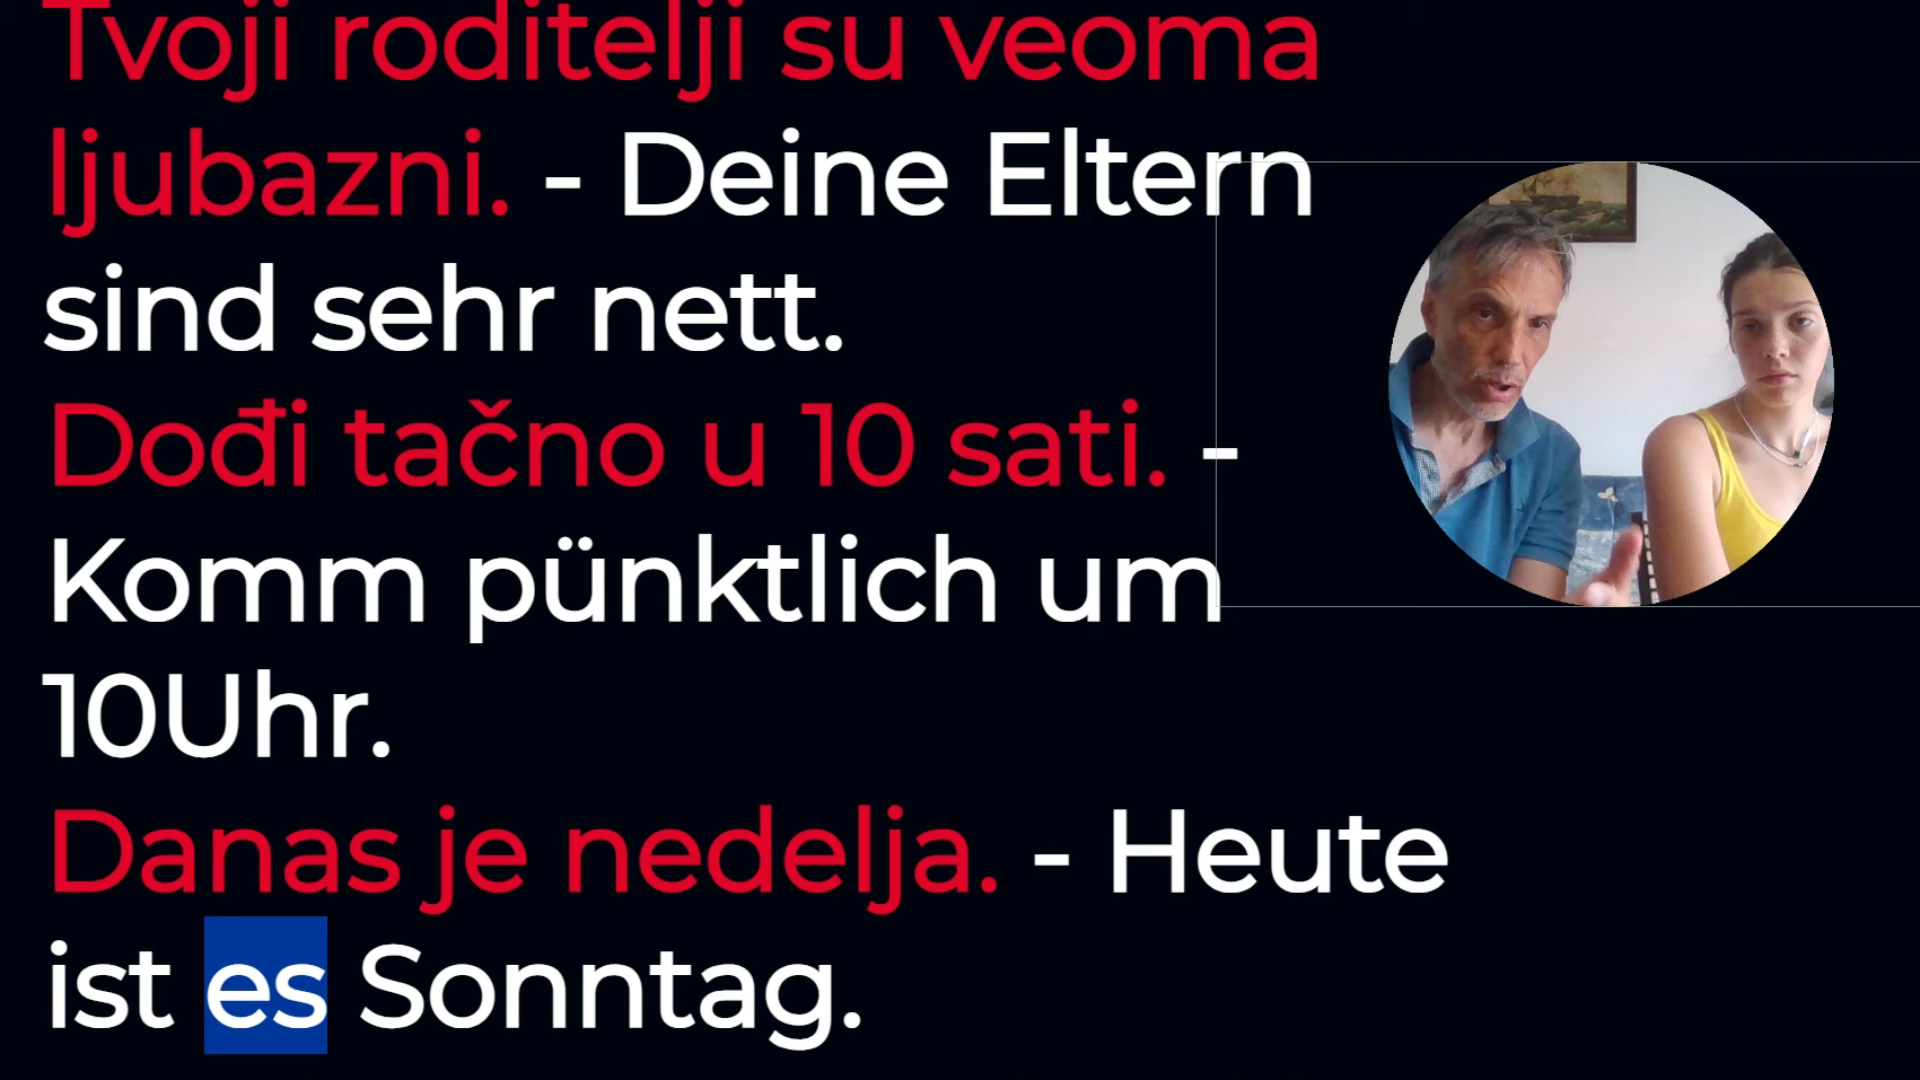 Tvoji roditelji su veoma
ljubazni. - Deine Eltern
sind sehr nett.
Dođi tačno u 10 sati. -
Komm pünktlich um
10Uhr.
Danas je nedelja. - Heute
ist es Sonntag.